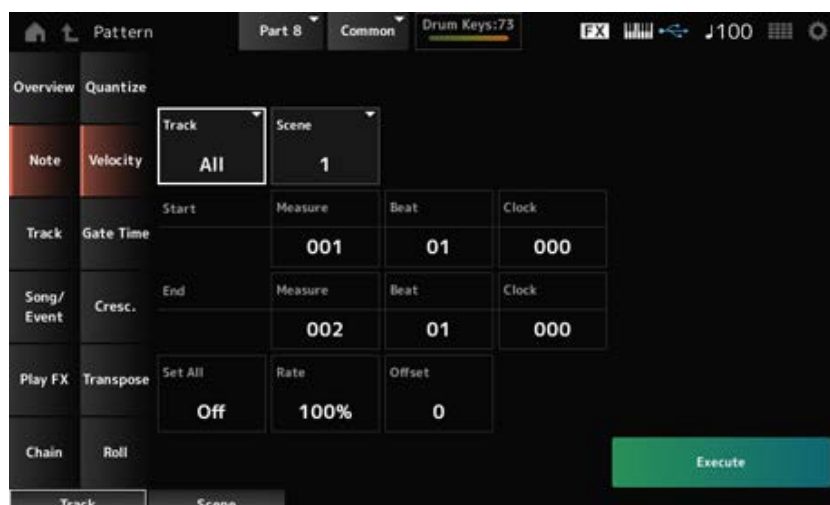 Pattern
Part 8
Common
Drum Keys:73
FX
♩100
Overview
Quantize
Track
All
Scene
1
Note
Velocity
Start
Measure
001
Beat
01
Clock
000
Track
Gate Time
End
Measure
002
Beat
01
Clock
000
Song/
Event
Cresc.
Set All
Off
Rate
100%
Offset
0
Play FX
Transpose
Chain
Roll
Execute
Track
Scene